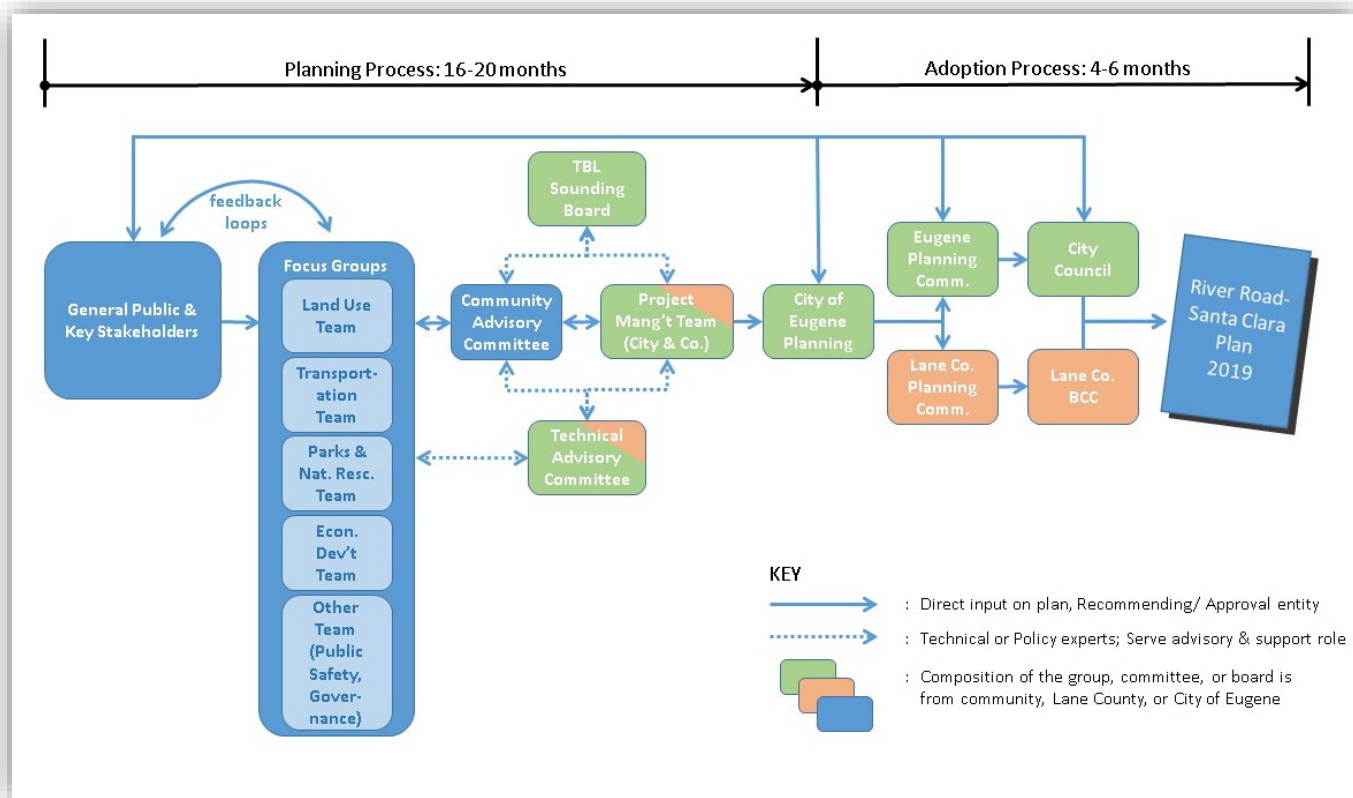 Planning Process: 16-20 months
Adoption Process: 4-6 months
feedback
loops
General Public &
Key Stakeholders
Focus Groups
Land Use
Team
Transport-
ation
Team
Parks &
Nat. Resc.
Team
Econ.
Dev't
Team
Other
Team
(Public
Safety,
Gover-
nance)
TBL
Sounding
Board
Community
Advisory
Committee
Project
Mang't Team
(City & Co.)
Technical
Advisory
Committee
City of
Eugene
Planning
Eugene
Planning
Comm.
City
Council
Lane Co.
Planning
Comm.
Lane Co.
BCC
River Road-
Santa Clara
Plan
2019
KEY
: Direct input on plan, Recommending/ Approval entity
: Technical or Policy experts; Serve advisory & support role
: Composition of the group, committee, or board is
from community, Lane County, or City of Eugene